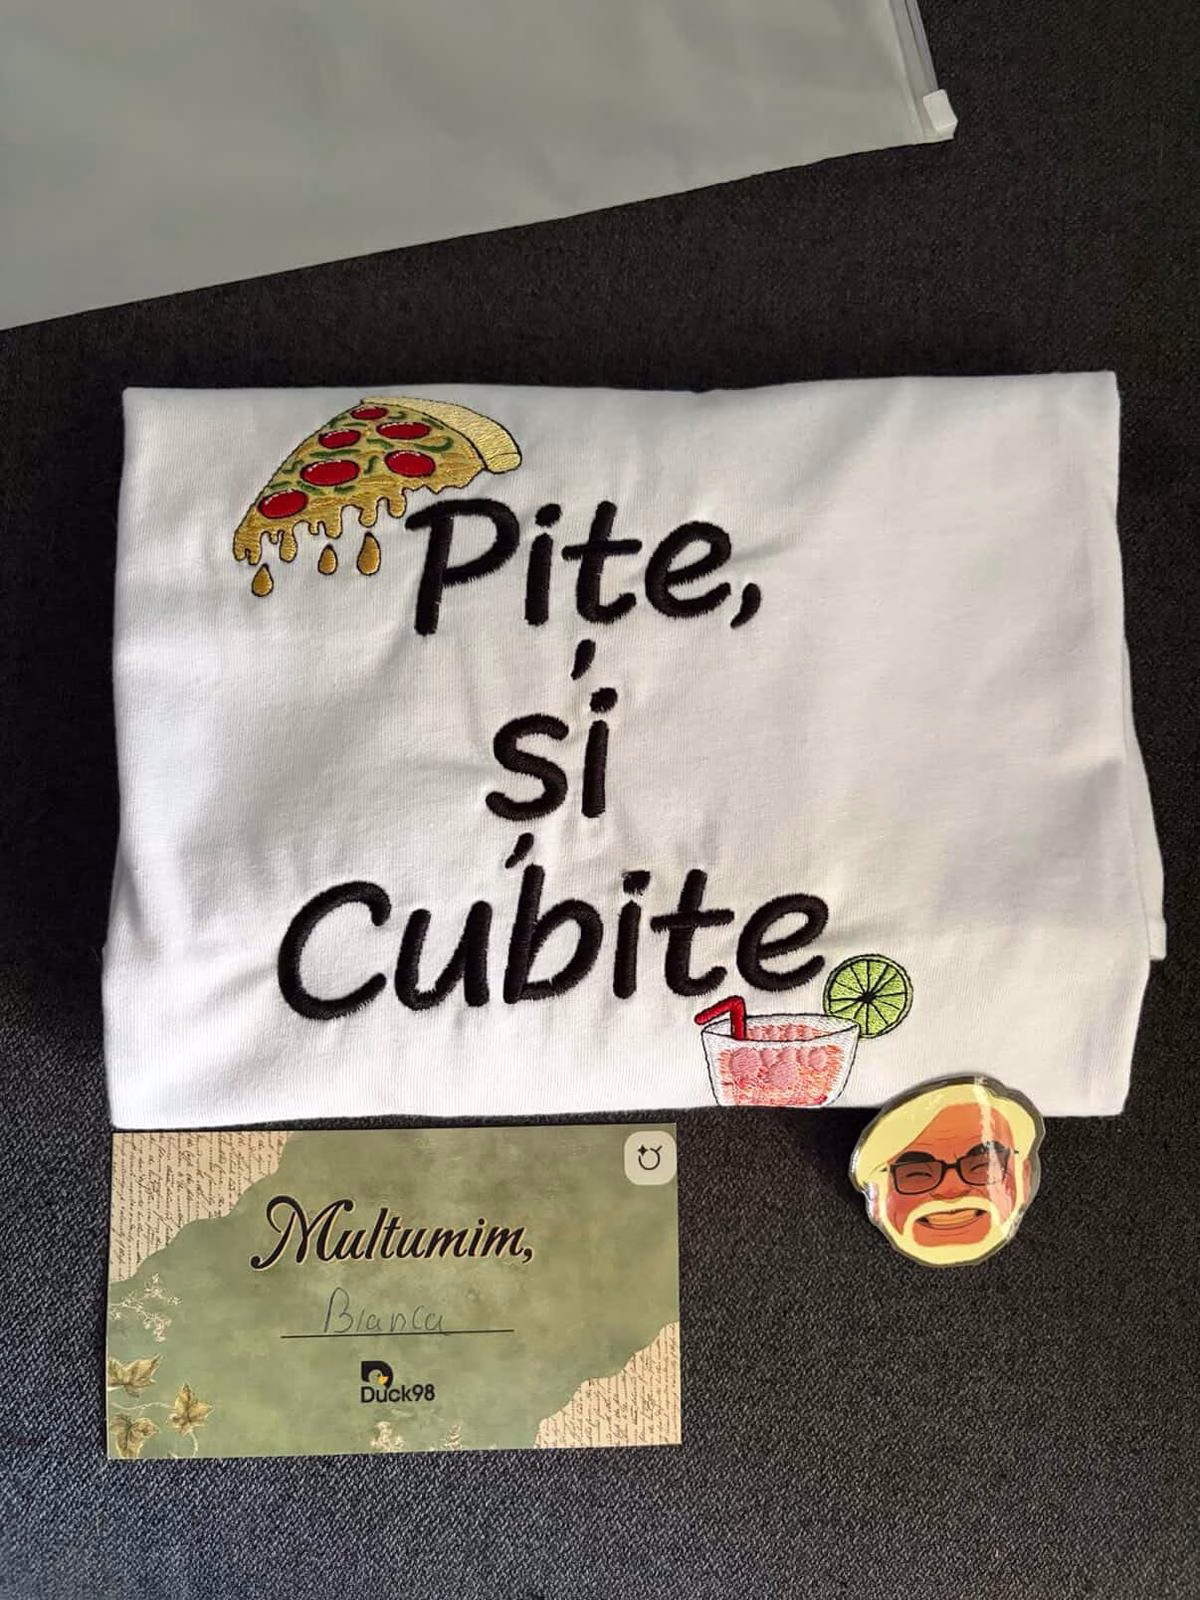 Pițe,
și
Cubite
Multumim,
Bianca
Duck98